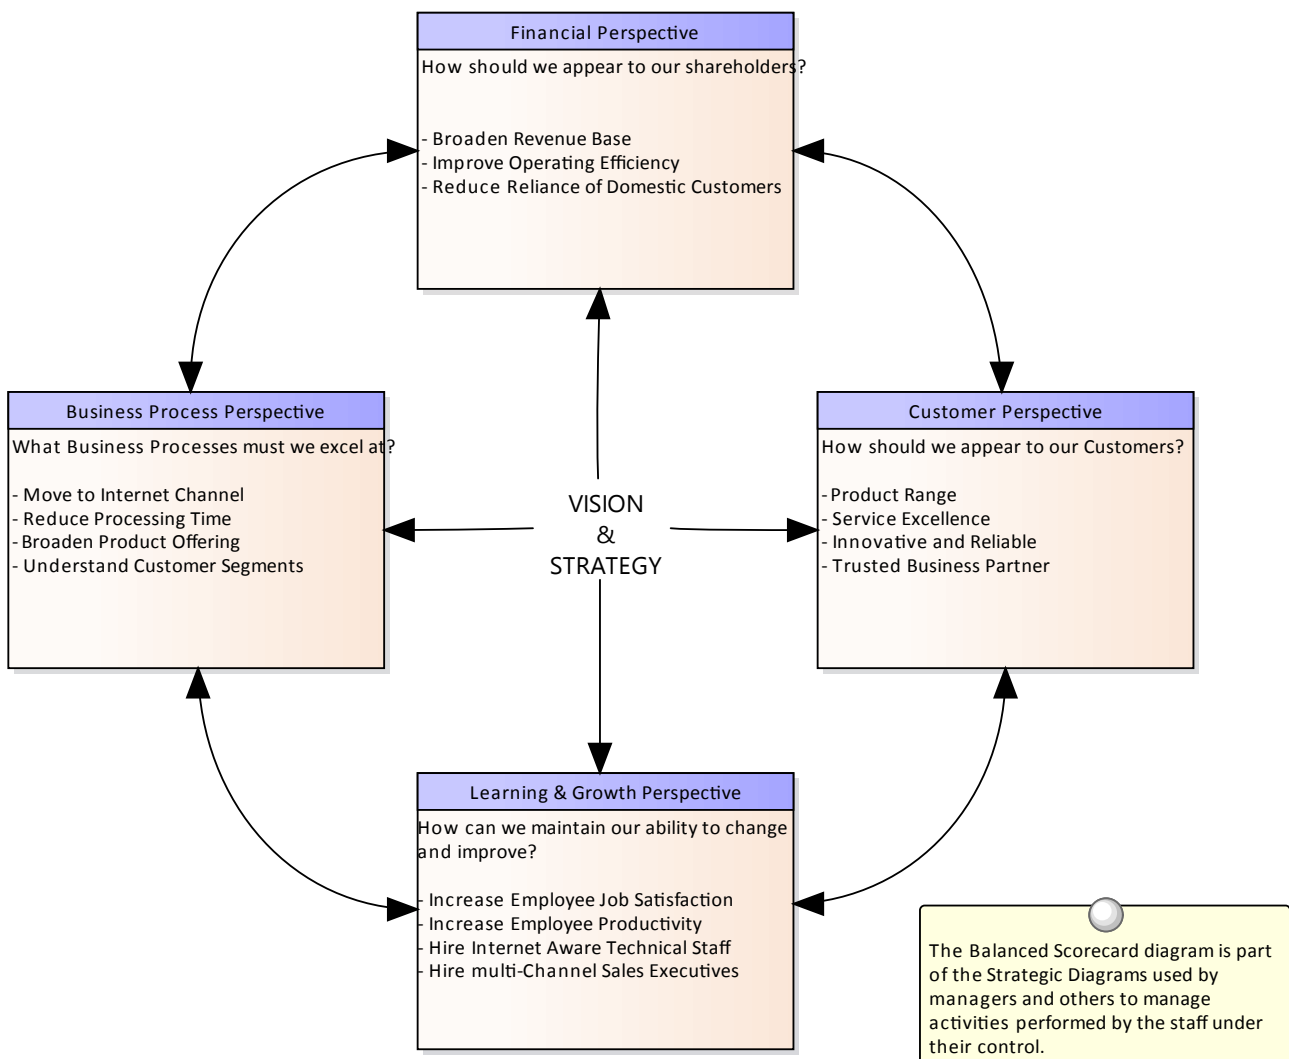 Financial Perspective
How should we appear to our shareholders?
- Broaden Revenue Base
- Improve Operating Efficiency
- Reduce Reliance of Domestic Customers
Business Process Perspective
What Business Processes must we excel at?
- Move to Internet Channel
- Reduce Processing Time
- Broaden Product Offering
- Understand Customer Segments
VISION
&
STRATEGY
Customer Perspective
How should we appear to our Customers?
- Product Range
- Service Excellence
- Innovative and Reliable
- Trusted Business Partner
Learning & Growth Perspective
How can we maintain our ability to change
and improve?
- Increase Employee Job Satisfaction
- Increase Employee Productivity
- Hire Internet Aware Technical Staff
- Hire multi-Channel Sales Executives
The Balanced Scorecard diagram is part
of the Strategic Diagrams used by
managers and others to manage
activities performed by the staff under
their control.